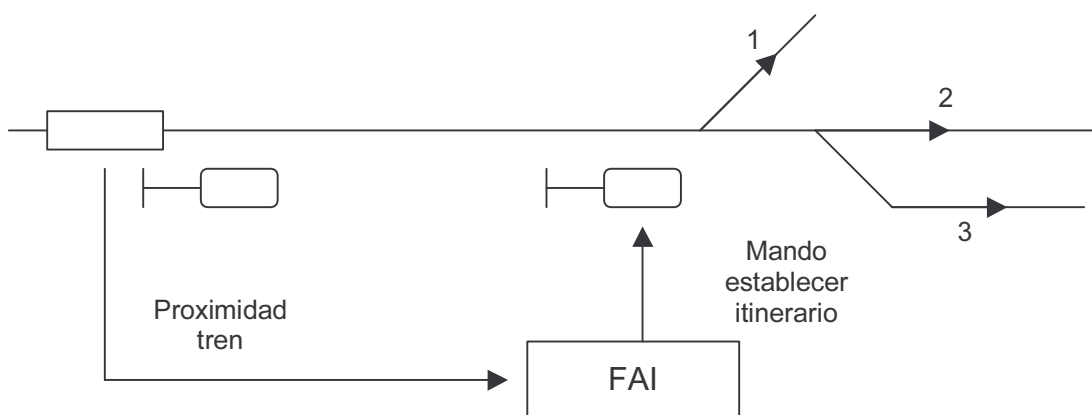 1
2
3
Mando
establecer
itinerario
Proximidad
tren
FAI